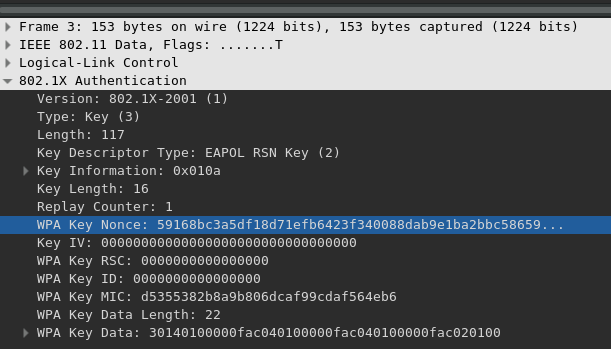 Frame 3: 153 bytes on wire (1224 bits), 153 bytes captured (1224 bits)
IEEE 802.11 Data, Flags: .......T
Logical-Link Control
802.1X Authentication
Version: 802.1X-2001 (1)
Type: Key (3)
Length: 117
Key Descriptor Type: EAPOL RSN Key (2)
Key Information: 0x010a
Key Length: 16
Replay Counter: 1
WPA Key Nonce: 59168bc3a5df18d71efb6423f340088dab9e1ba2bbc58659...
Key IV: 00000000000000000000000000000000
WPA Key RSC: 0000000000000000
WPA Key ID: 0000000000000000
WPA Key MIC: d5355382b8a9b806dcaf99cdaf564eb6
WPA Key Data Length: 22
WPA Key Data: 30140100000fac040100000fac040100000fac020100